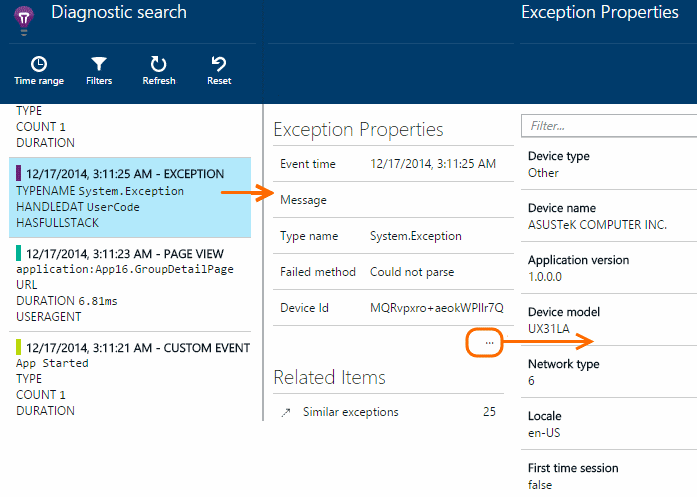 Diagnostic search
Time range
Filters
Refresh
Reset
TYPE
COUNT 1
DURATION
12/17/2014, 3:11:25 AM - EXCEPTION
TYPENAME System.Exception
HANDLEDAT UserCode
HASFULLSTACK
12/17/2014, 3:11:23 AM - PAGE VIEW
application:App16.GroupDetailPage
URL
DURATION 6.81ms
USERAGENT
12/17/2014, 3:11:21 AM - CUSTOM EVENT
App Started
TYPE
COUNT 1
DURATION
Exception Properties
Event time 12/17/2014, 3:11:25 AM
Message
Type name System.Exception
Failed method Could not parse
Device Id MQRvpxro+aeokWPIlr7Q
...
Related Items
Similar exceptions 25
Exception Properties
Filter...
Device type
Other
Device name
ASUSTeK COMPUTER INC.
Application version
1.0.0.0
Device model
UX31LA
Network type
6
Locale
en-US
First time session
false